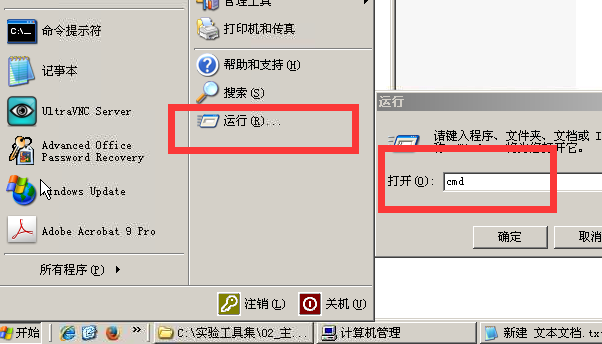 命令提示符
记事本
UltraVNC Server
Advanced Office
Password Recovery
Windows Update
Adobe Acrobat 9 Pro
所有程序(P)
管理工具
打印机和传真
帮助和支持(H)
搜索(S)
运行(R)...
注销(L)
关机(U)
运行
请键入程序、文件夹、文档或 I
打开(O):
cmd
确定
取消
开始
C:\实验工具集\02_主...
计算机管理
新建 文本文档.tx